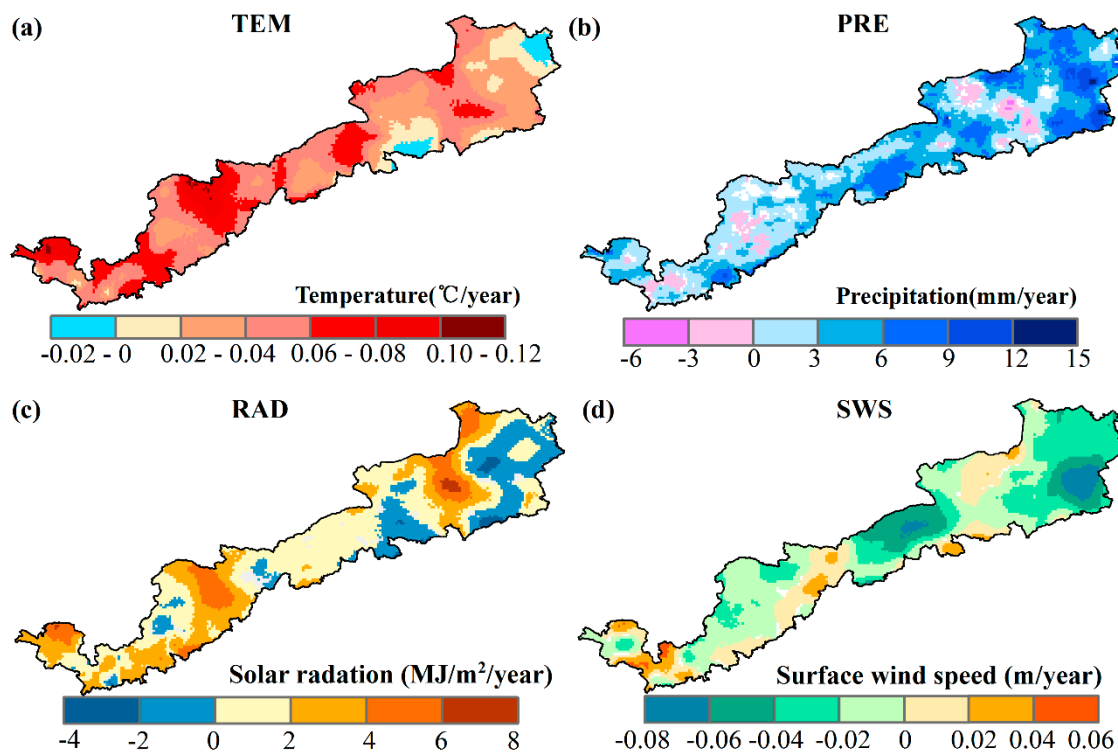 (a) TEM
(b) PRE
Temperature(℃/year)
-0.02 - 0 0.02 - 0.04 0.06 - 0.08 0.10 - 0.12
Precipitation(mm/year)
-6 -3 0 3 6 9 12 15
(c) RAD
(d) SWS
Solar radation (MJ/m²/year)
-4 -2 0 2 4 6 8
Surface wind speed (m/year)
-0.08 -0.06 -0.04 -0.02 0 0.02 0.04 0.06